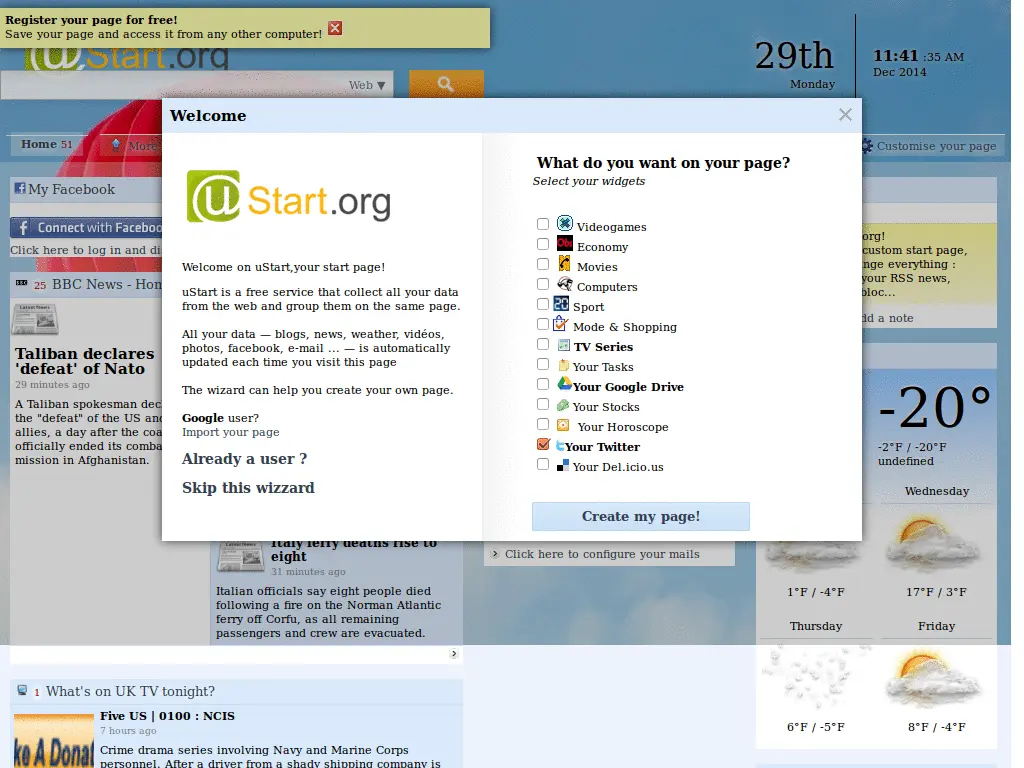 Register your page for free!
Save your page and access it from any other computer!
uStart.org
Web ▼
29th
Monday
11:41 :35 AM
Dec 2014
Home 51
More
Customise your page
Welcome
uStart.org
Welcome on uStart,your start page!
uStart is a free service that collect all your data
from the web and group them on the same page.
All your data — blogs, news, weather, vidéos,
photos, facebook, e-mail ... — is automatically
updated each time you visit this page
The wizard can help you create your own page.
Google user?
Import your page
Already a user ?
Skip this wizzard
What do you want on your page?
Select your widgets
Videogames
Economy
Movies
Computers
Sport
Mode & Shopping
TV Series
Your Tasks
Your Google Drive
Your Stocks
Your Horoscope
Your Twitter
Your Del.icio.us
Create my page!
My Facebook
Connect with Faceboo
Click here to log in and di
25 BBC News - Hom
Latest News
Taliban declares
'defeat' of Nato
29 minutes ago
A Taliban spokesman dec
the "defeat" of the US and
allies, a day after the coa
officially ended its comba
mission in Afghanistan.
Italy ferry deaths rise to
eight
31 minutes ago
Italian officials say eight people died
following a fire on the Norman Atlantic
ferry off Corfu, as all remaining
passengers and crew are evacuated.
1 What's on UK TV tonight?
ke A Donat
Five US | 0100 : NCIS
7 hours ago
Crime drama series involving Navy and Marine Corps
personnel. After a driver from a shady shipping company is
Click here to configure your mails
org!
custom start page,
nge everything :
your RSS news,
bloc...
dd a note
-20°
-2°F / -20°F
undefined
Wednesday
1°F / -4°F
17°F / 3°F
Thursday
Friday
6°F / -5°F
8°F / -4°F